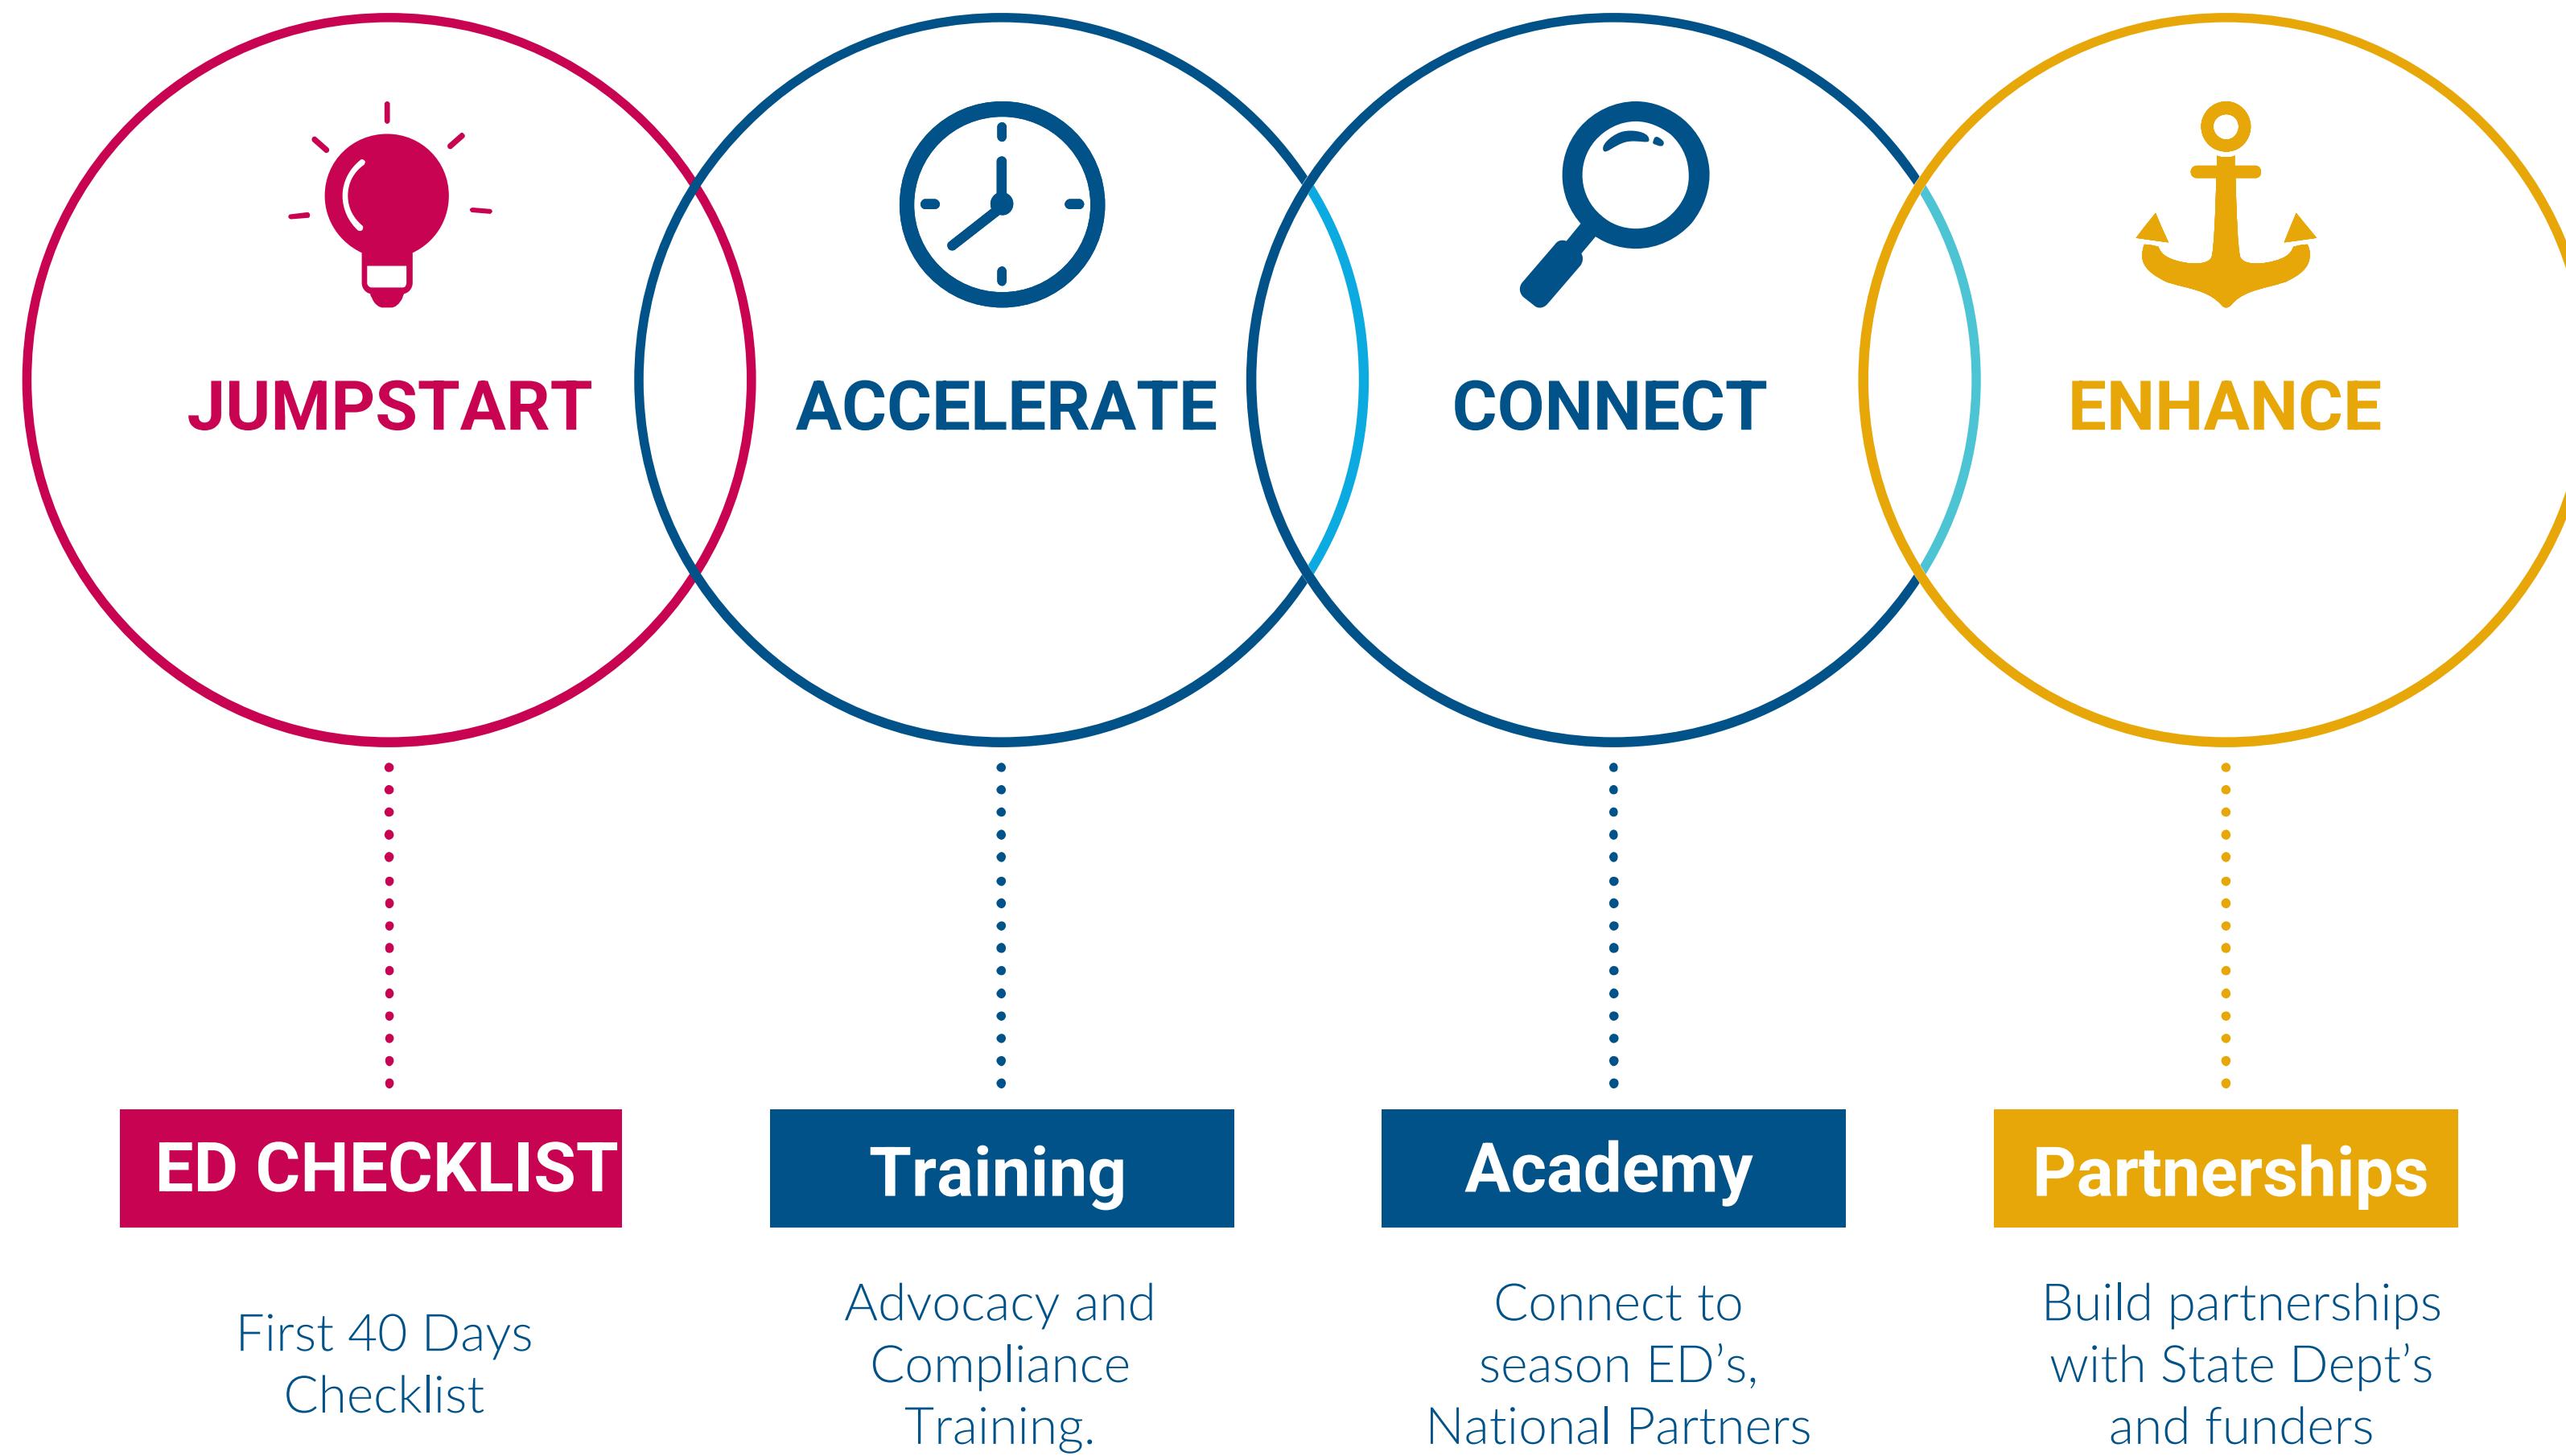 JUMPSTART
ACCELERATE
CONNECT
ENHANCE
ED CHECKLIST
First 40 Days
Checklist
Training
Advocacy and
Compliance
Training.
Academy
Connect to
season ED’s,
National Partners
Partnerships
Build partnerships
with State Dept’s
and funders